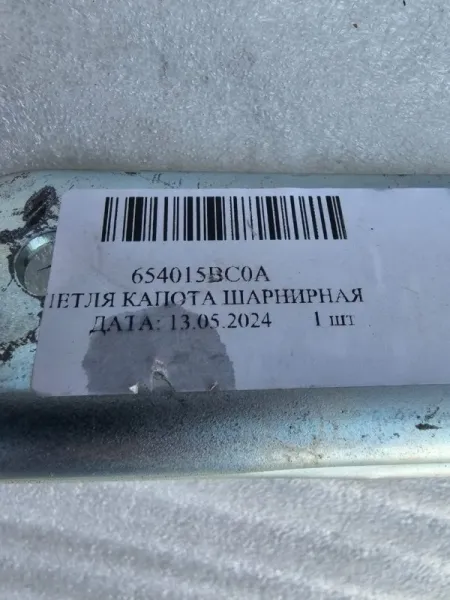 654015BC0A
ПЕТЛЯ КАПОТА ШАРНИРНАЯ
ДАТА: 13.05.2024 1 шт